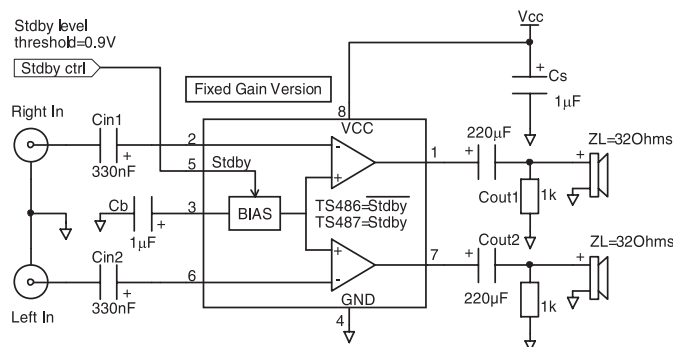 Stdby level
threshold=0.9V
Stdby ctrl
Vcc
+
Cs
1µF
Fixed Gain Version
Right In
Cin1
+
330nF
2
8
VCC
-
+
1
220µF
+
ZL=32Ohms
+
5
Stdby
Cout1
1k
Cb
3
+
1µF
BIAS
TS486=Stdby
TS487=Stdby
Cin2
+
330nF
6
+
-
7
Cout2
+
220µF
ZL=32Ohms
+
1k
Left In
GND
4